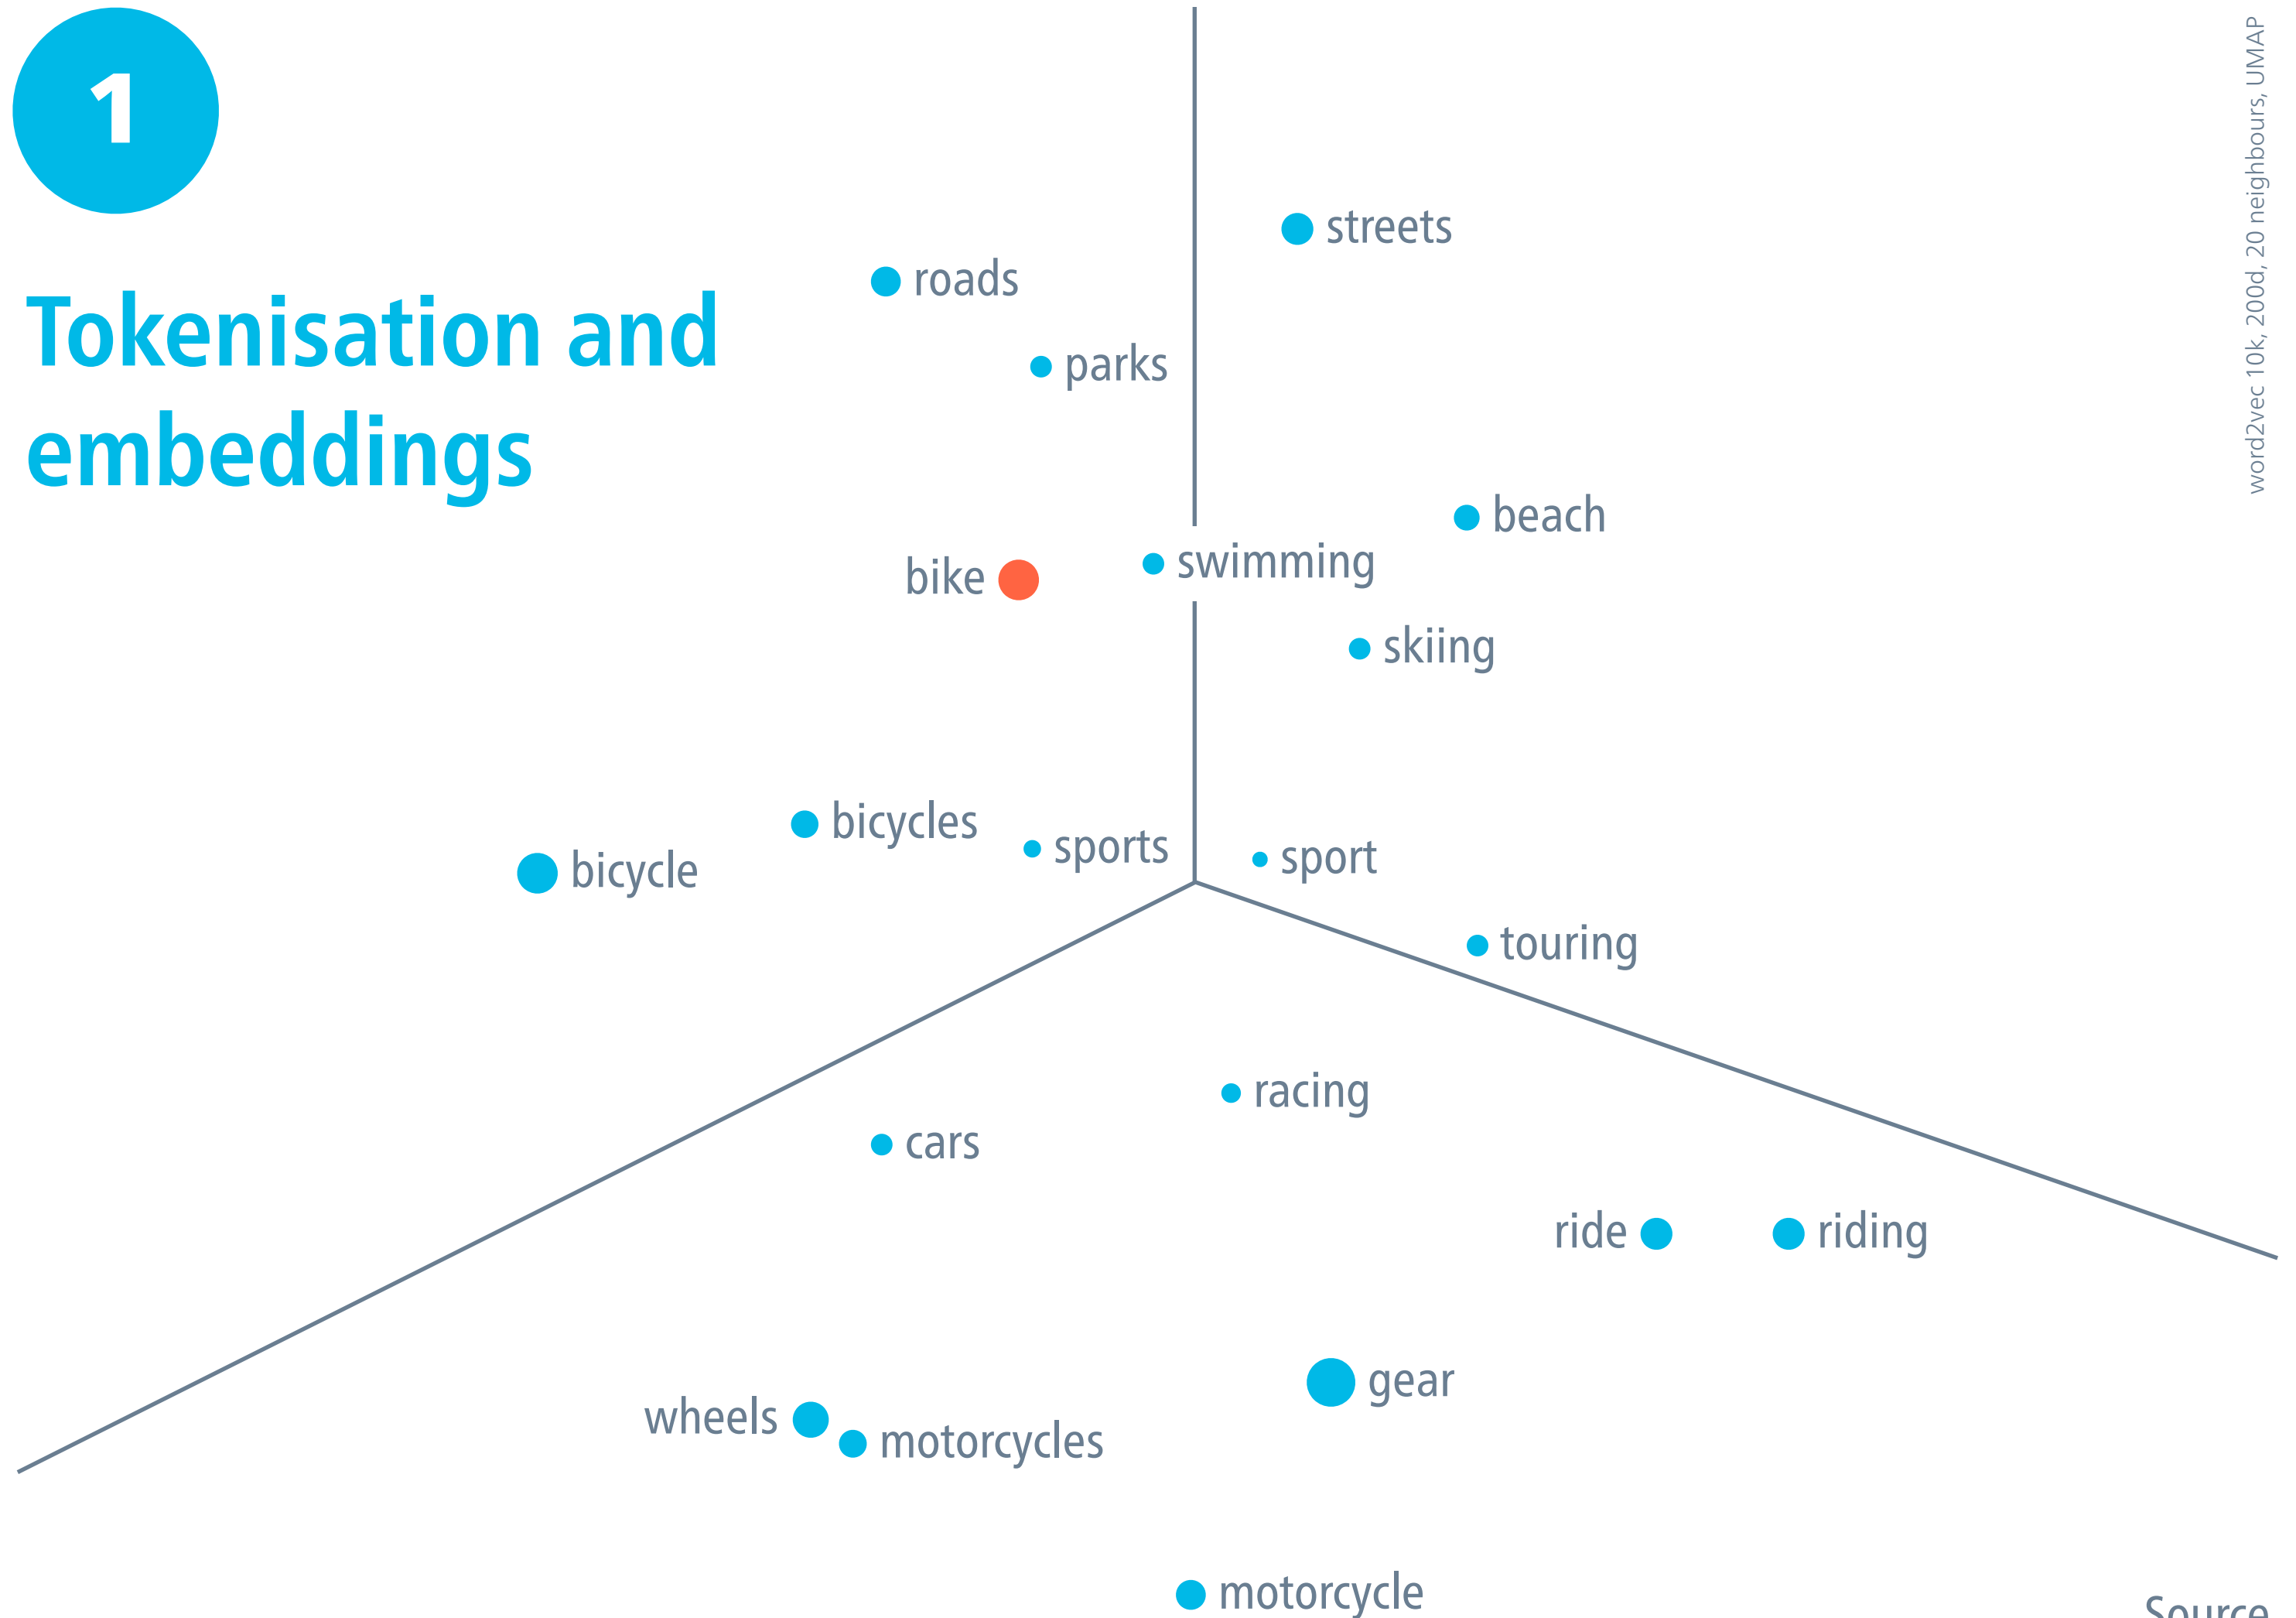 1
Tokenisation and
embeddings
word2vec 10k, 200d, 20 neighbours, UMAP
streets
roads
parks
beach
swimming
bike
skiing
bicycles
sports
sport
bicycle
touring
racing
cars
ride
riding
gear
wheels
motorcycles
motorcycle
Source